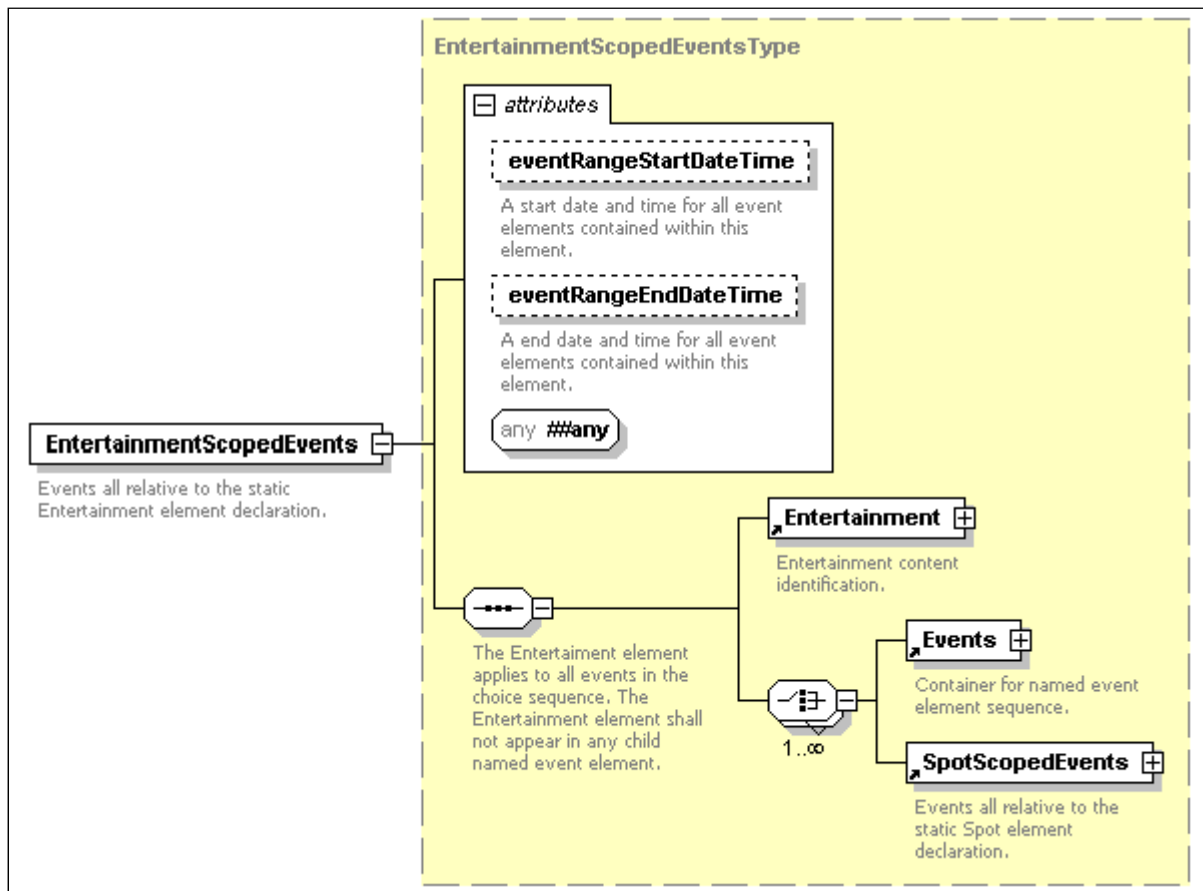 EntertainmentScopedEventsType
attributes
eventRangeStartDateTime
A start date and time for all event
elements contained within this
element.
eventRangeEndDateTime
A end date and time for all event
elements contained within this
element.
any ##any
EntertainmentScopedEvents
Events all relative to the static
Entertainment element declaration.
Entertainment
Entertainment content
identification.
The Entertaiment element
applies to all events in the
choice sequence. The
Entertainment element shall
not appear in any child
named event element.
1..∞
Events
Container for named event
element sequence.
SpotScopedEvents
Events all relative to the
static Spot element
declaration.